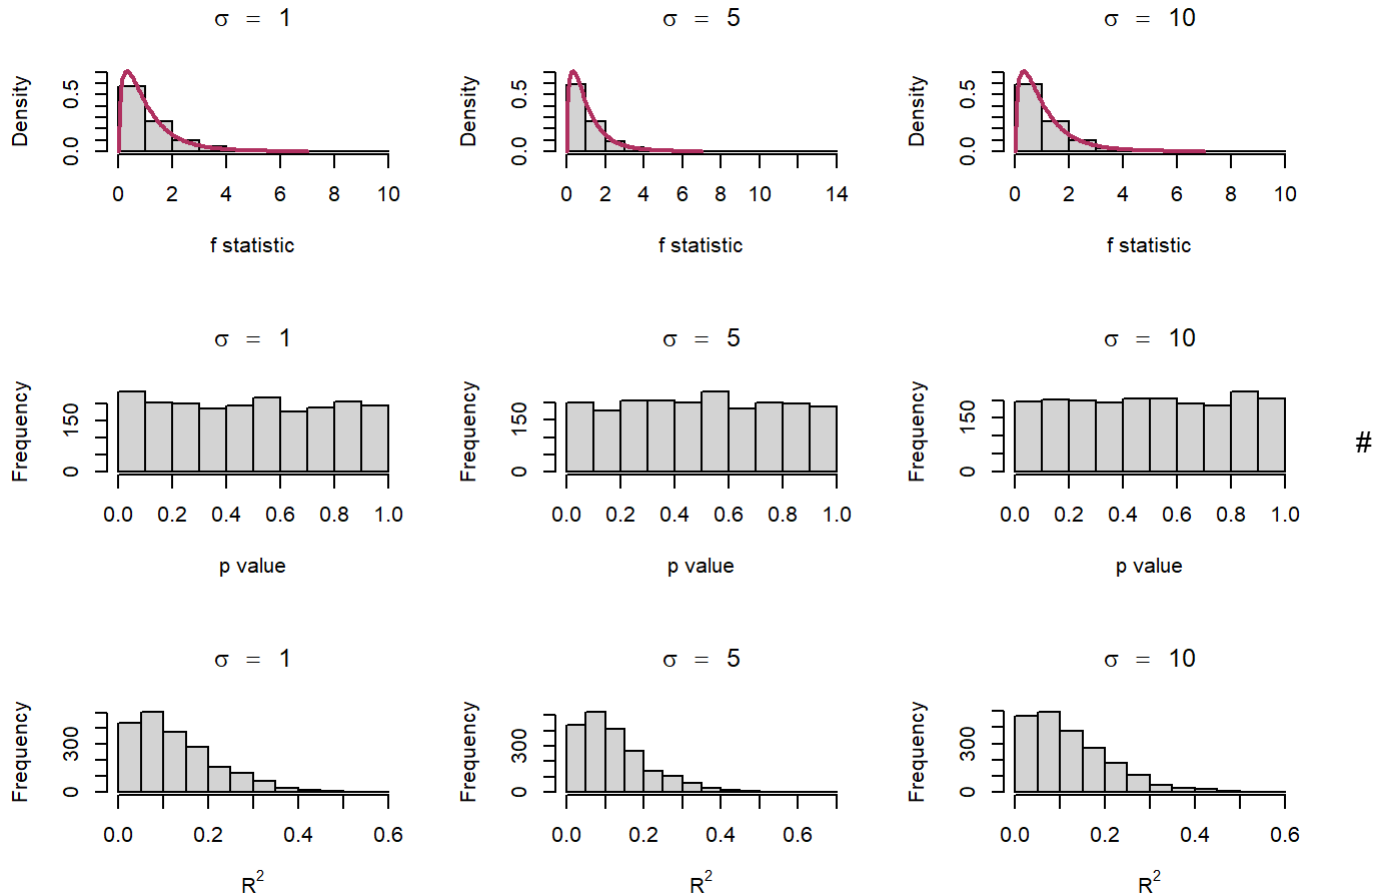 σ = 1
σ = 5
σ = 10
Density
0.0 0.5
0 2 4 6 8 10
f statistic
Density
0.0 0.5
0 2 4 6 8 10 14
f statistic
Density
0.0 0.5
0 2 4 6 8 10
f statistic
σ = 1
σ = 5
σ = 10
Frequency
0 150
0.0 0.2 0.4 0.6 0.8 1.0
p value
Frequency
0 150
0.0 0.2 0.4 0.6 0.8 1.0
p value
Frequency
0 150
0.0 0.2 0.4 0.6 0.8 1.0
p value
#
σ = 1
σ = 5
σ = 10
Frequency
0 300
0.0 0.2 0.4 0.6
R²
Frequency
0 300
0.0 0.2 0.4 0.6
R²
Frequency
0 300
0.0 0.2 0.4 0.6
R²